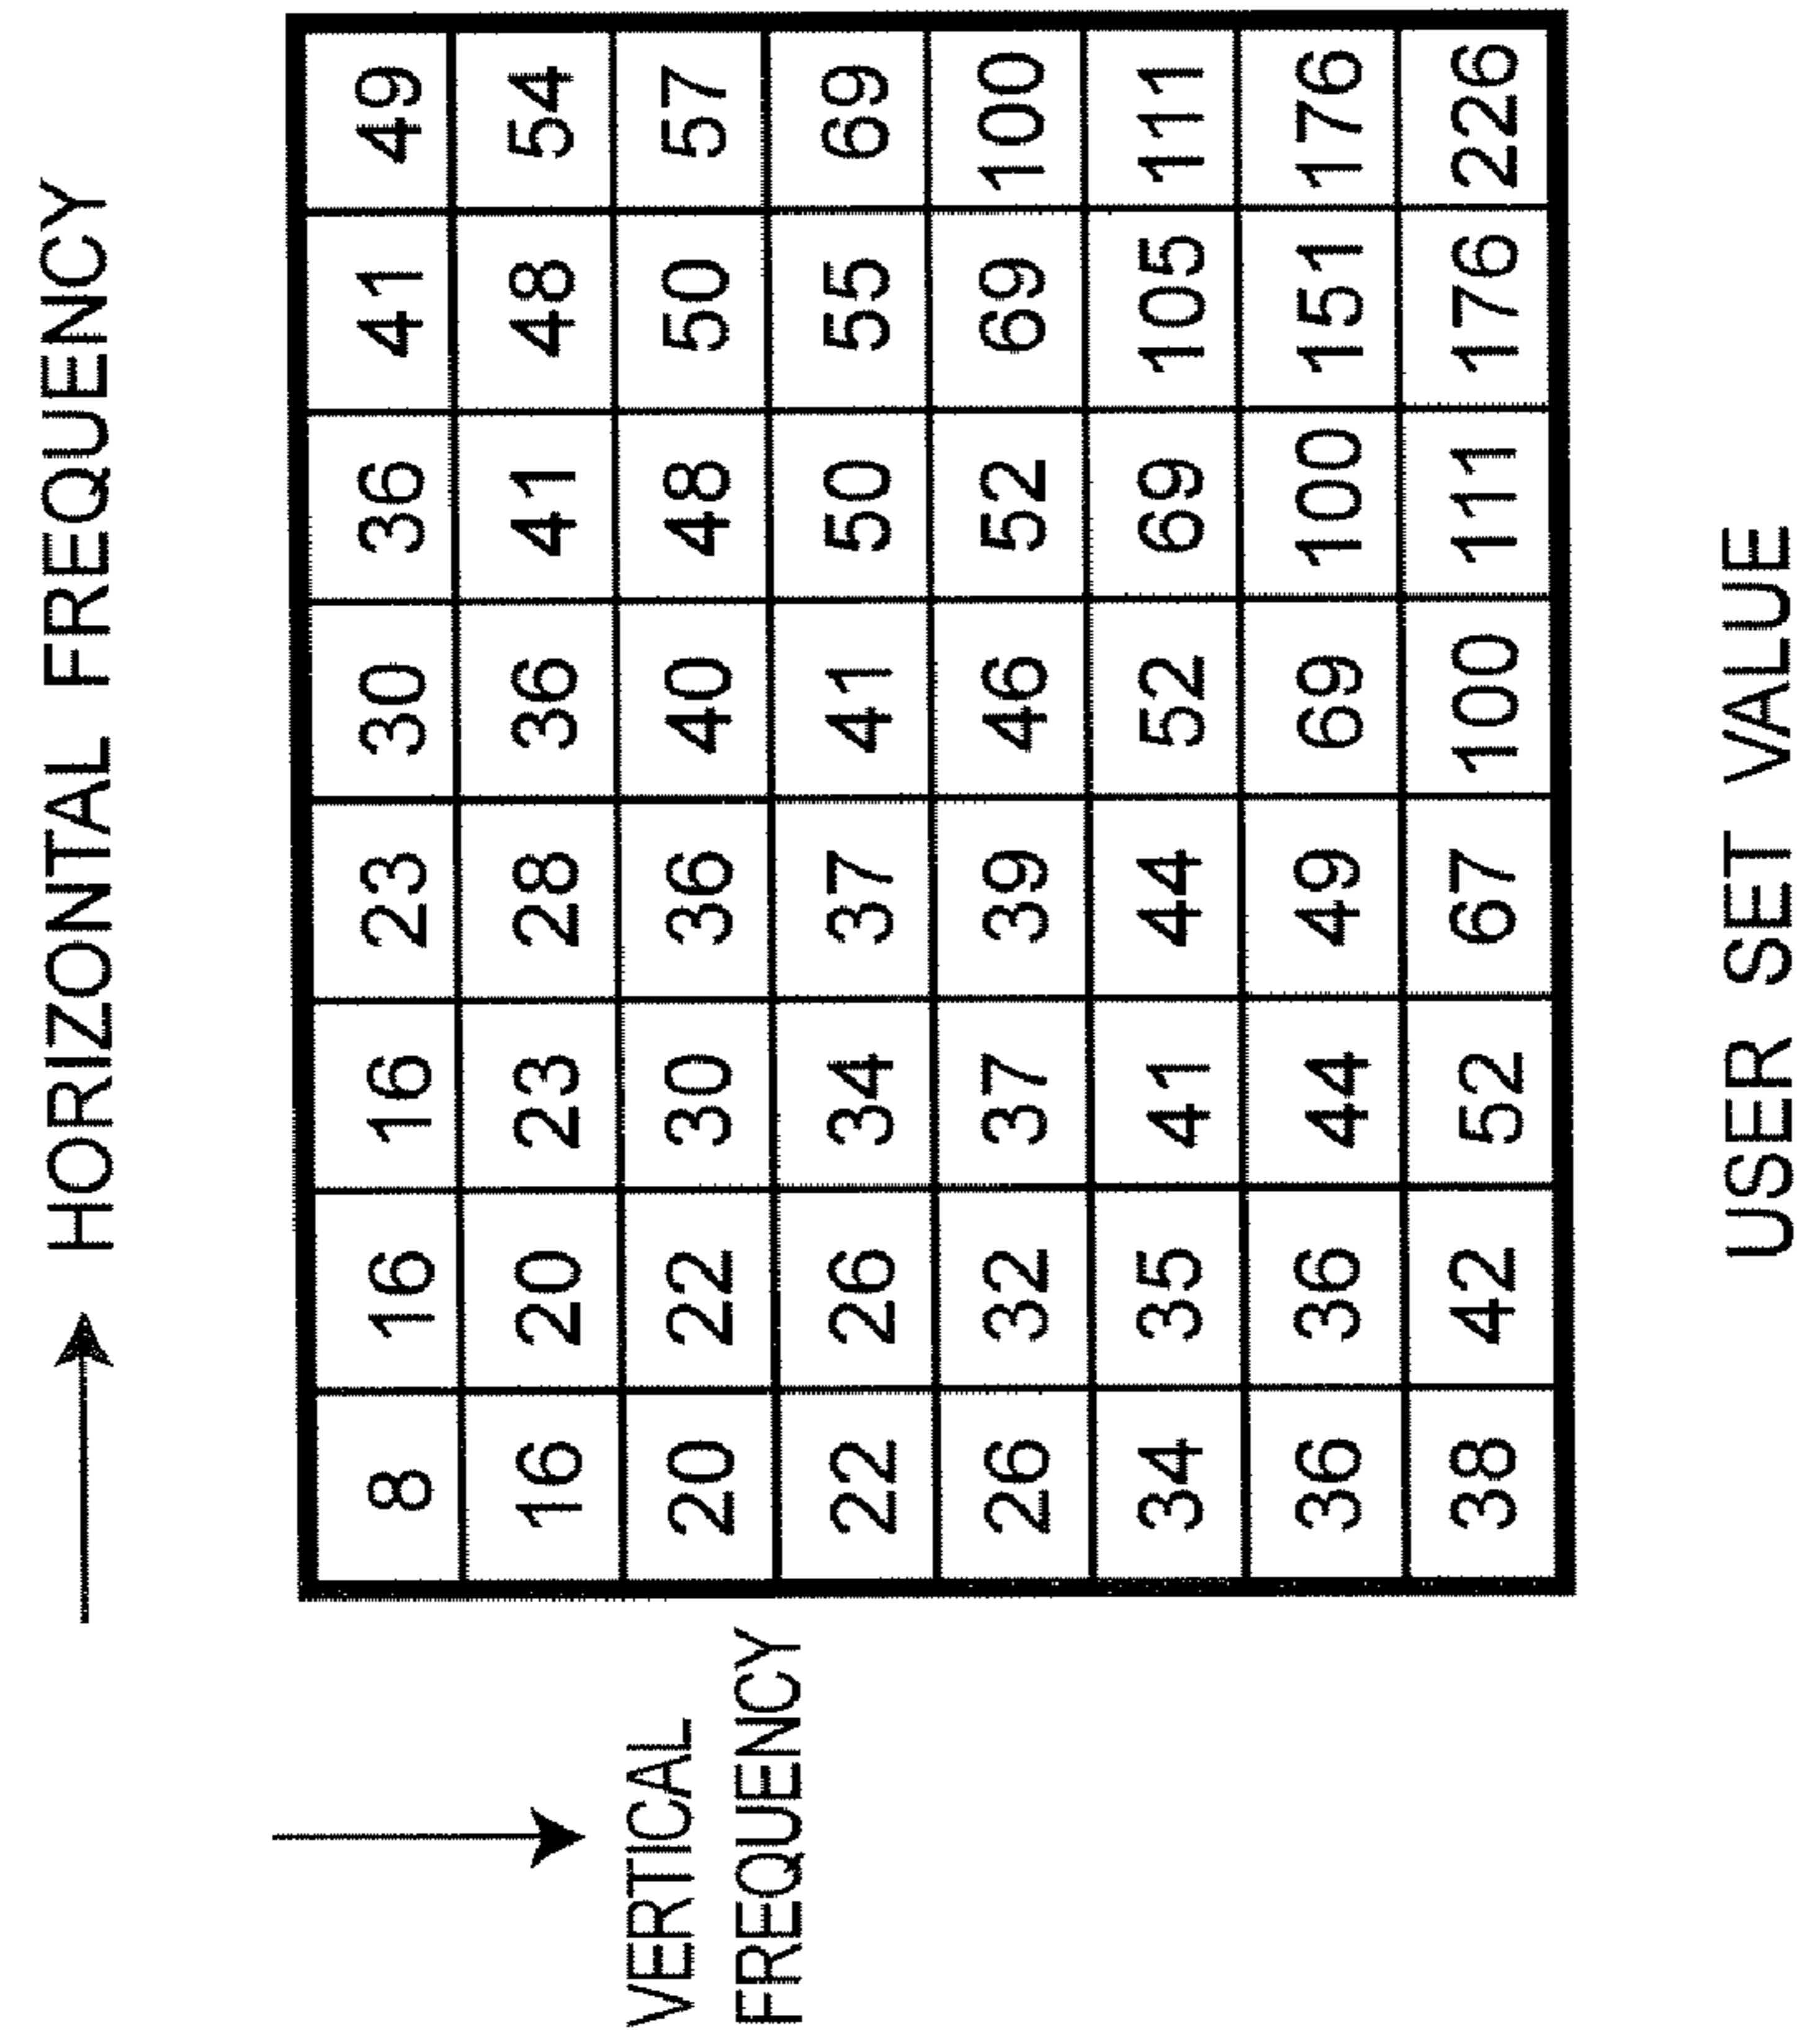 HORIZONTAL FREQUENCY
VERTICAL
FREQUENCY
8 16 16 23 30 36 41 49
16 20 23 28 36 41 48 54
20 22 30 36 40 48 50 57
22 26 34 37 41 50 55 69
26 32 37 39 46 52 69 100
34 35 41 44 52 69 105 111
36 36 44 49 69 100 151 176
38 42 52 67 100 111 176 226
USER SET VALUE